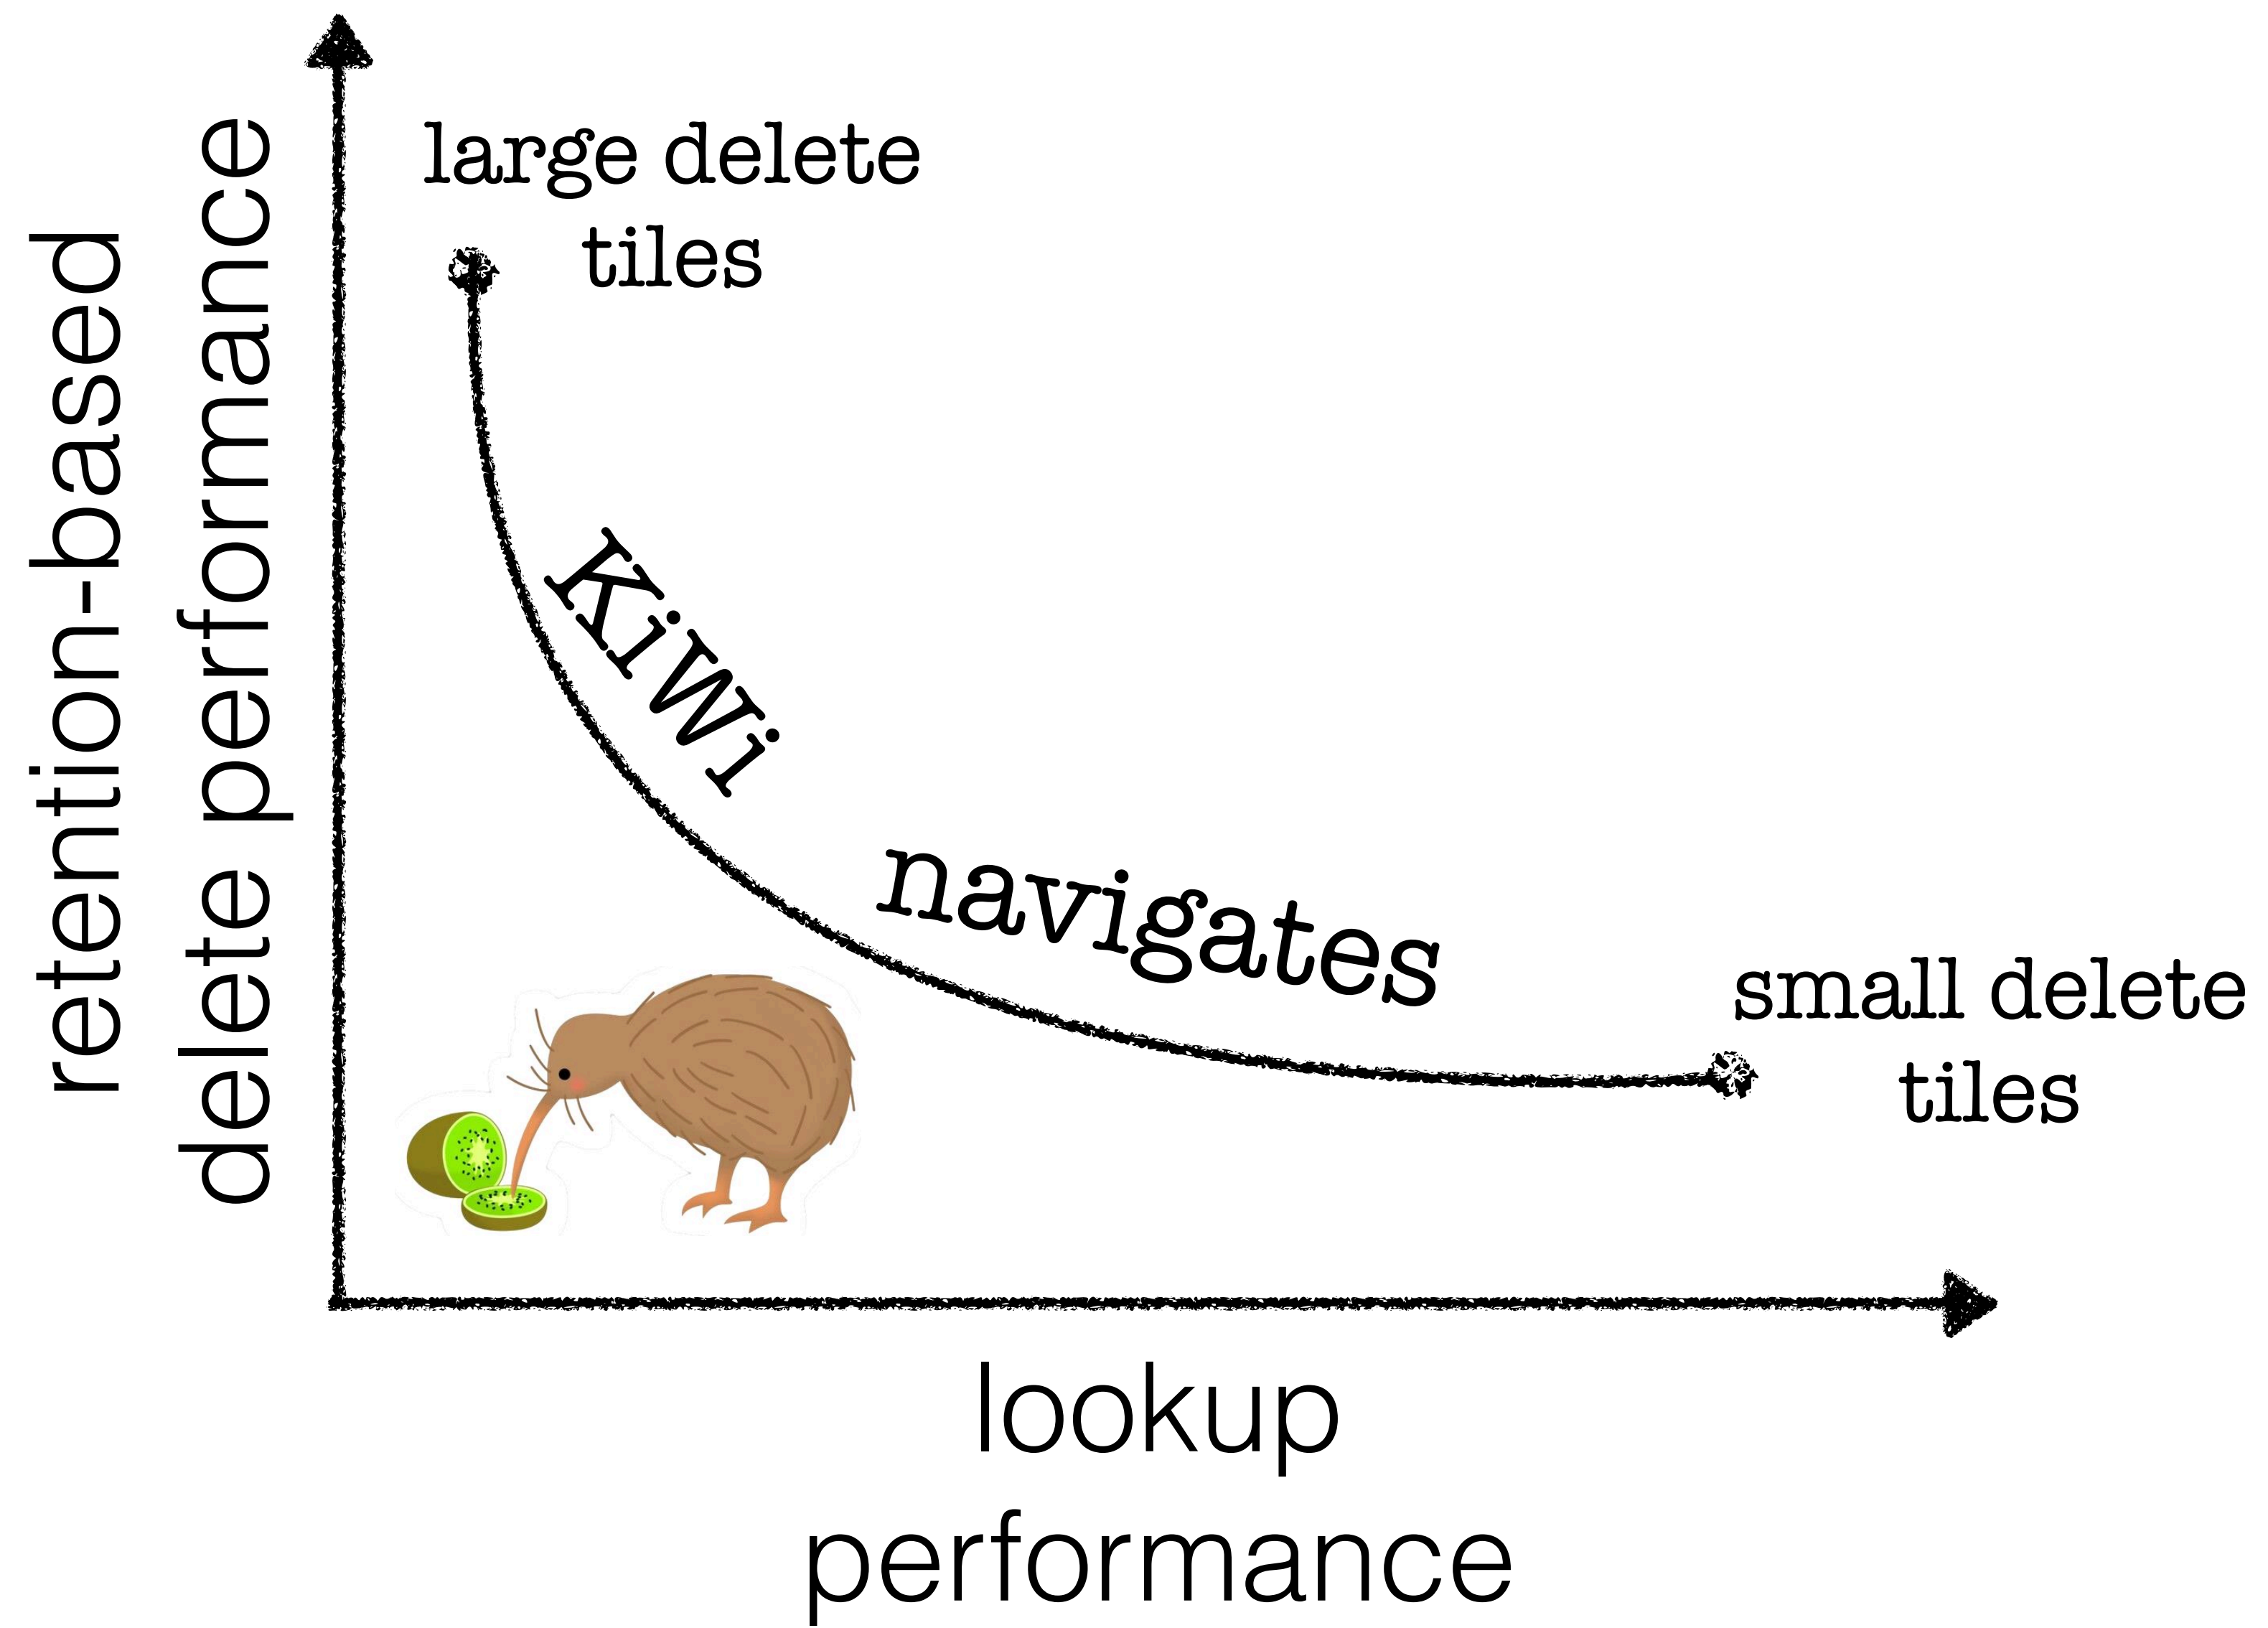 retention-based
delete performance
large delete
tiles
KiWi
navigates
small delete
tiles
lookup
performance